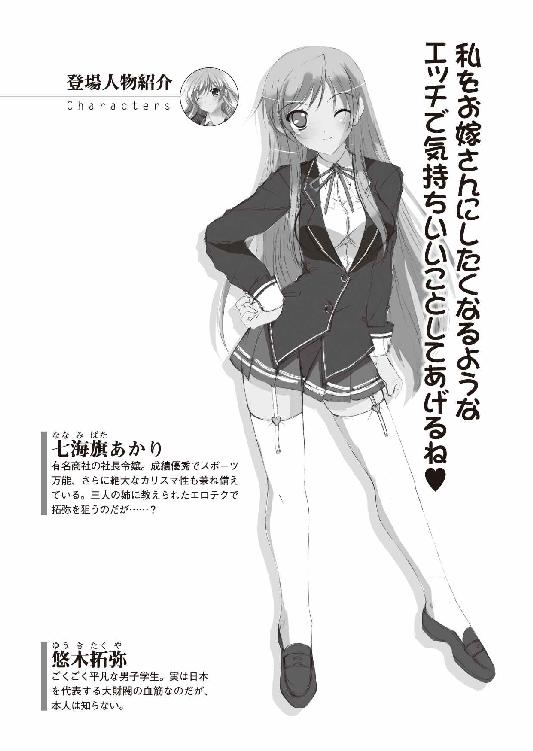 登場人物紹介
Characters
私をお嫁さんにしたくなるような
エッチで気持ちいいことしてあげるね♥
ななみばた
七海旗あかり
有名商社の社長令嬢。成績優秀でスポーツ
万能、さらに絶大なカリスマ性も兼れ備え
ている。三人の姉に教えられたエロテクで
拓弥を狙うのだが……？
ゆうきたくや
悠木拓弥
ごくごく平凡な男子学生。実は日本
を代表する大財閥の血筋なのだが、
本人は知らない。